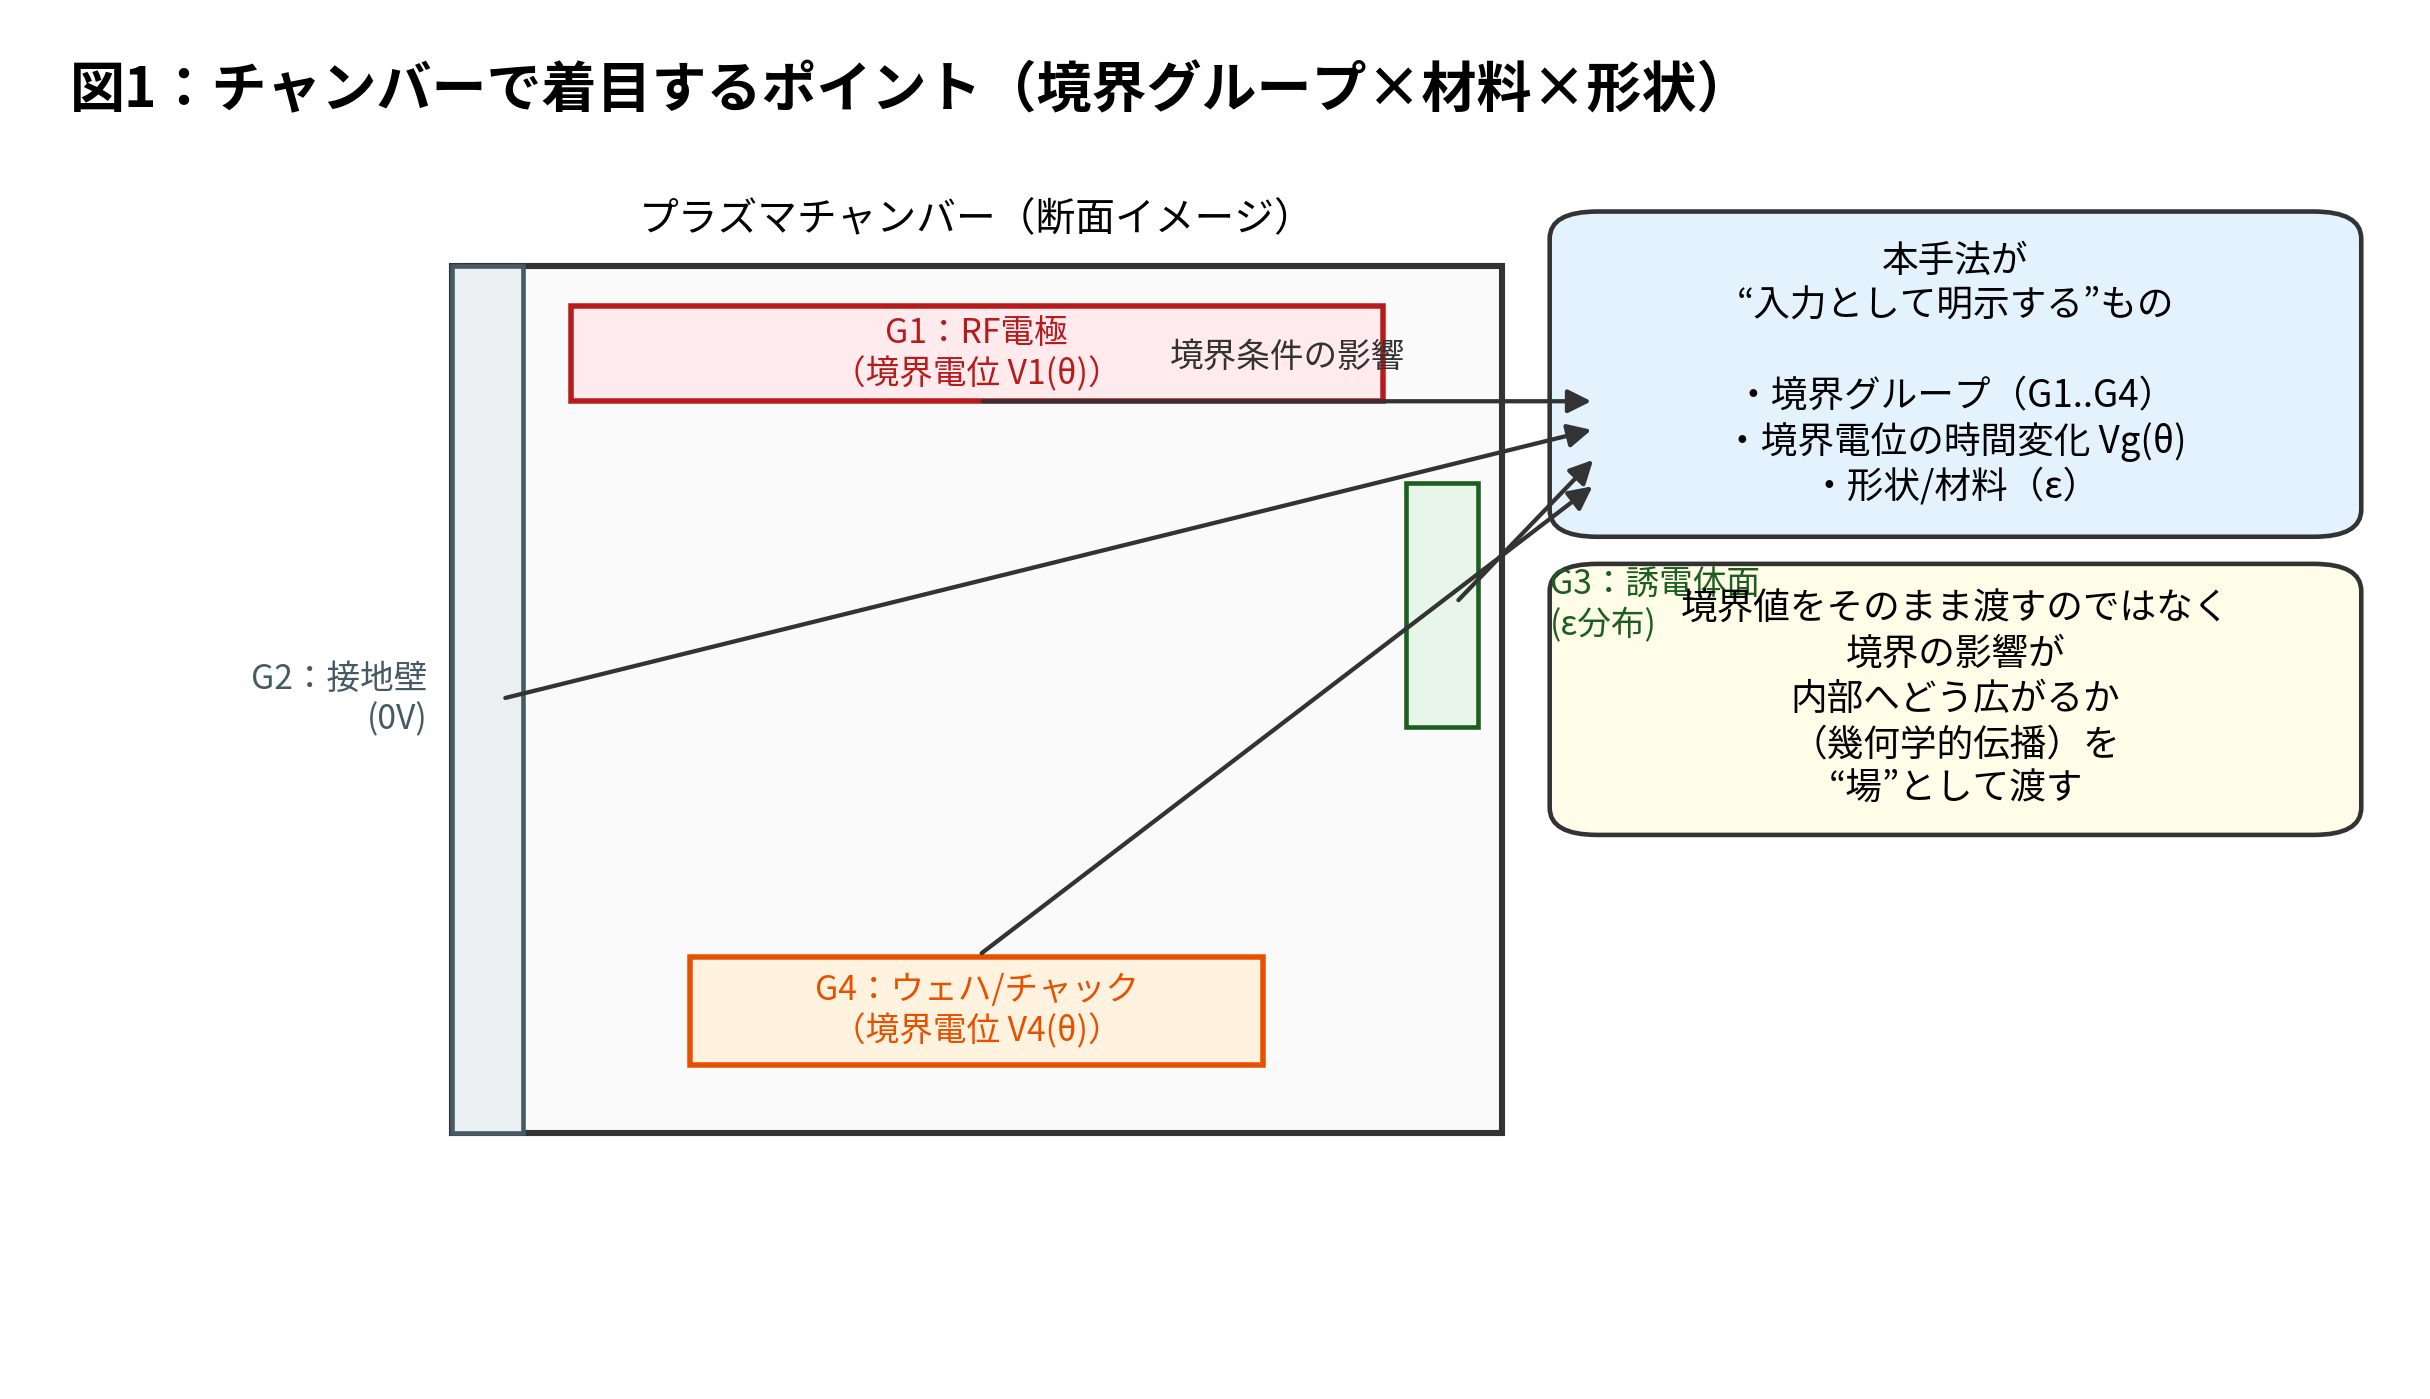 図1：チャンバーで着目するポイント（境界グループ×材料×形状）
プラズマチャンバー（断面イメージ）
G1：RF電極
（境界電位 V1(θ)）
境界条件の影響
G2：接地壁
(0V)
G3：誘電体面
(ε分布)
G4：ウェハ/チャック
（境界電位 V4(θ)）
本手法が
“入力として明示する”もの
・境界グループ（G1..G4）
・境界電位の時間変化 Vg(θ)
・形状/材料（ε）
境界値をそのまま渡すのではなく
境界の影響が
内部へどう広がるか
（幾何学的伝播）を
“場”として渡す